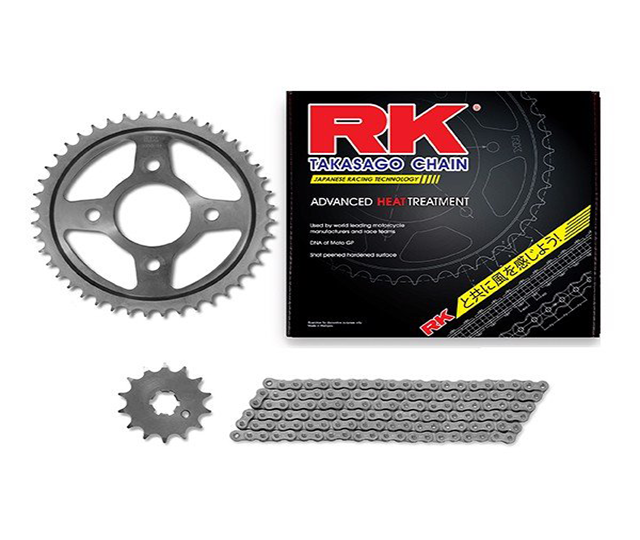 RK
RK
TAKASAGO CHAIN
JAPANESE RACING TECHNOLOGY
ADVANCED HEAT TREATMENT
Used by world leading motorcycle
manufacturers and race teams
DNA of Moto GP
Shot peened hardened surface
RK と共に風を感じよう!